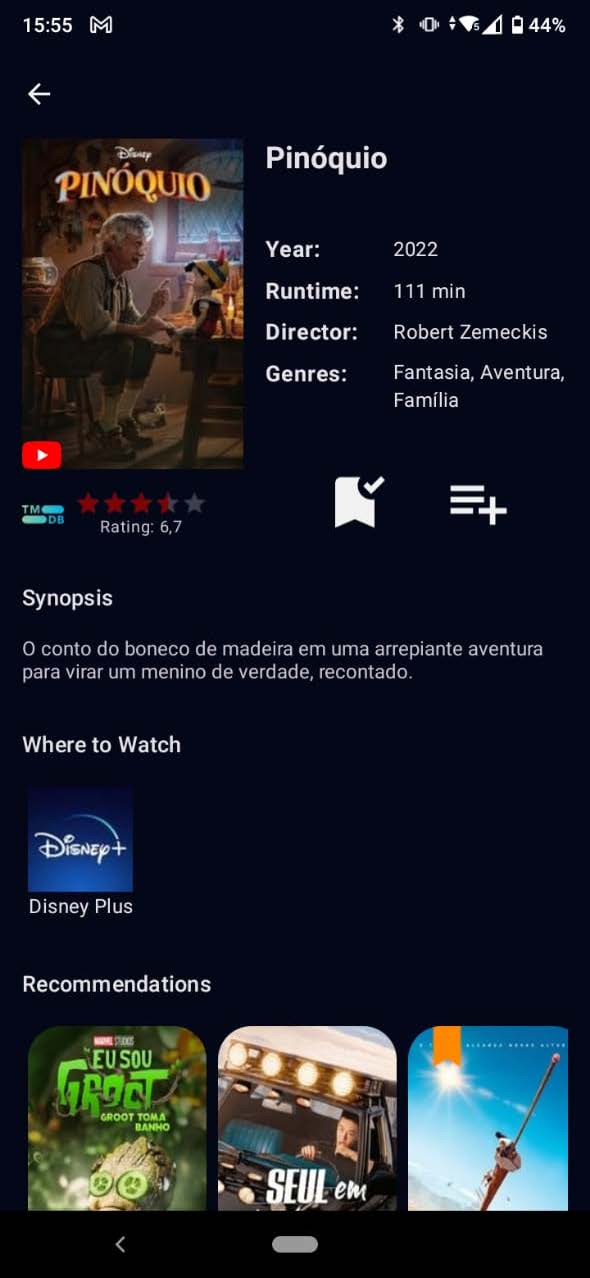 15:55
44%
Disney
PINÓQUIO
Pinóquio
Year: 2022
Runtime: 111 min
Director: Robert Zemeckis
Genres: Fantasia, Aventura,
Família
TM
DB
Rating: 6,7
Synopsis
O conto do boneco de madeira em uma arrepiante aventura
para virar um menino de verdade, recontado.
Where to Watch
Disney+
Disney Plus
Recommendations
MARVEL STUDIOS
EU SOU
GROOT
GROOT TOMA
BANHO
SEUL em